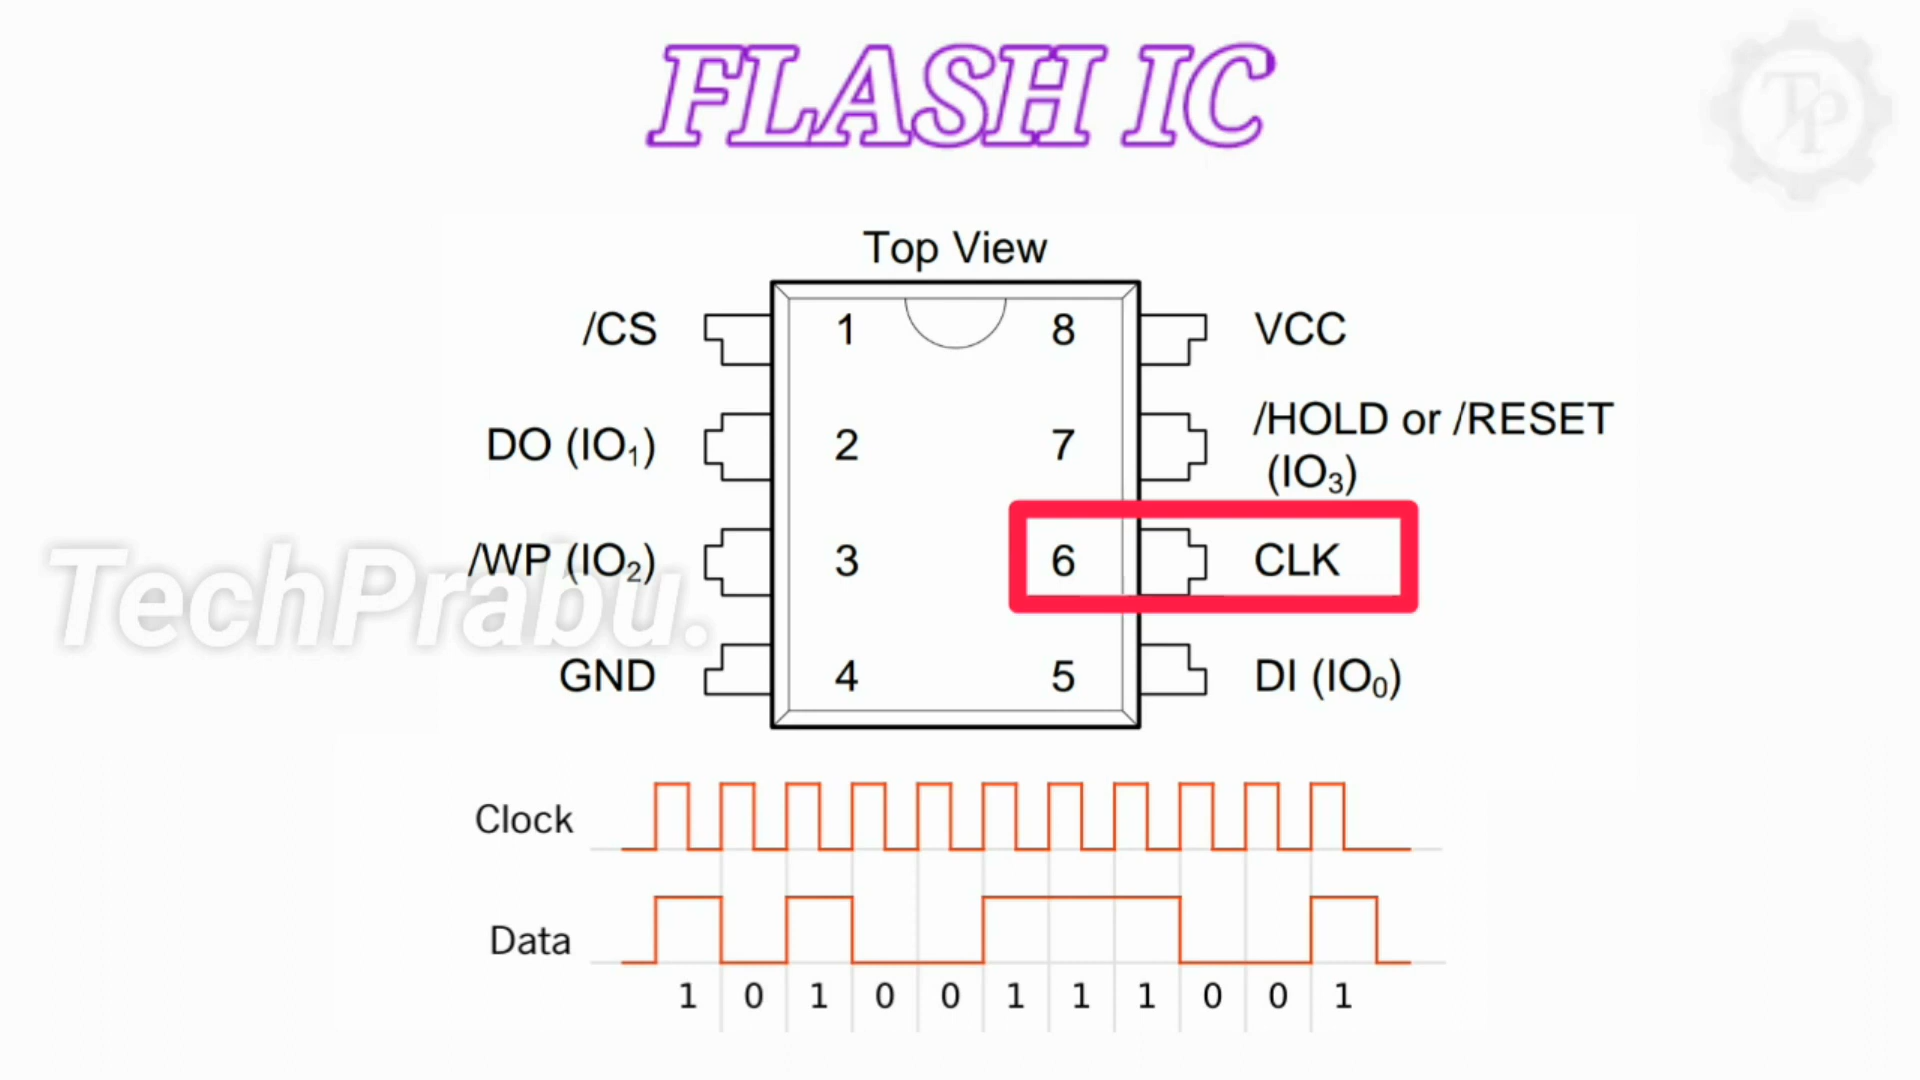 FLASH IC
TP
Top View
/CS 1 8 VCC
DO (IO₁) 2 7 /HOLD or /RESET
(IO₃)
/WP (IO₂) 3 6 CLK
TechPrabu.
GND 4 5 DI (IO₀)
Clock
Data
1 0 1 0 0 1 1 1 0 0 1